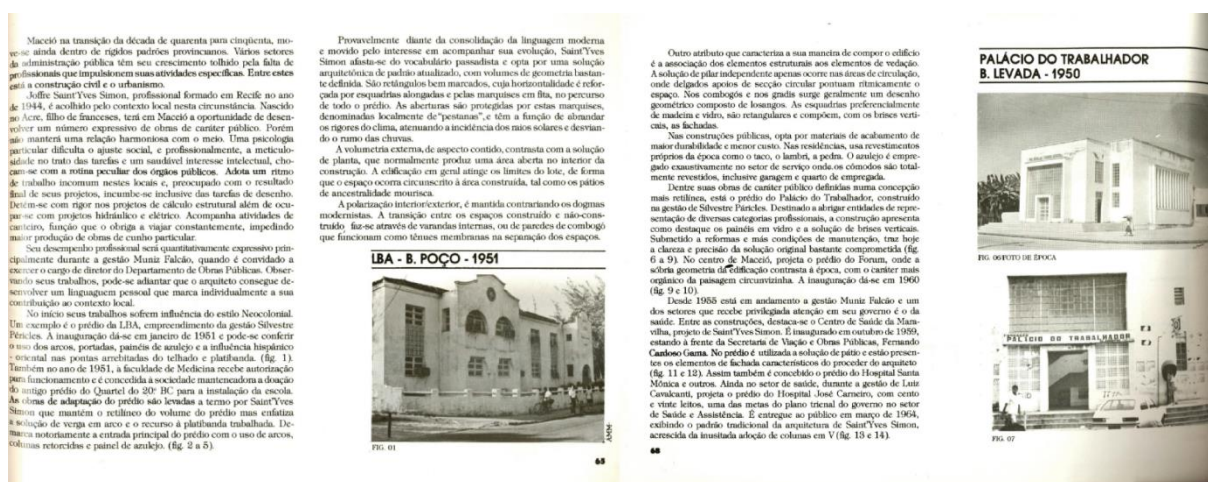 Maceió na transição da década de quarenta para cinqüenta, mo-
ve-se ainda dentro de rígidos padrões provincianos. Vários setores
da administração pública têm seu crescimento tolhido pela falta de
profissionais que impulsionem suas atividades específicas. Entre estes
está a construção civil e o urbanismo.
Joffre Saint'Yves Simon, profissional formado em Recife no ano
de 1944, é acolhido pelo contexto local nesta circunstância. Nascido
no Acre, filho de franceses, terá em Maceió a oportunidade de desen-
volver um número expressivo de obras de caráter público. Porém
não manterá uma relação harmoniosa com o meio. Uma psicologia
particular dificulta o ajuste social, e profissionalmente, a meticulo-
sidade no trato das tarefas e um saudável interesse intelectual, cho-
cam-se com a rotina peculiar dos órgãos públicos. Adota um ritmo
de trabalho incomum nestes locais e, preocupado com o resultado
final de seus projetos, incumbe-se inclusive das tarefas de desenho.
Detém-se com rigor nos projetos de cálculo estrutural além de ocu-
par-se com projetos hidráulico e elétrico. Acompanha atividades de
canteiro, função que o obriga a viajar constantemente, impedindo
maior produção de obras de cunho particular.
Seu desempenho profissional será quantitativamente expressivo prin-
cipalmente durante a gestão Muniz Falcão, quando é convidado a
exercer o cargo de diretor do Departamento de Obras Públicas. Obser-
vando seus trabalhos, pode-se adiantar que o arquiteto consegue de-
senvolver um linguaguem pessoal que marca individualmente a sua
contribuição ao contexto local.
No início seus trabalhos sofrem influência do estilo Neocolonial.
Um exemplo é o prédio da LBA, empreendimento da gestão Silvestre
Péricles. A inauguração dá-se em janeiro de 1951 e pode-se conferir
o uso dos arcos, portadas, painéis de azulejo e a influência hispânico
- oriental nas pontas arrebitadas do telhado e platibanda. (fig. 1).
Também no ano de 1951, à faculdade de Medicina recebe autorização
para funcionamento e é concedida à sociedade mantenedora a doação
do antigo prédio do Quartel do 20º BC para a instalação da escola.
As obras de adaptação do prédio são levadas a termo por Saint'Yves
Simon que mantém o retilíneo do volume do prédio mas enfatiza
a solução de verga em arco e o recurso à platibanda trabalhada. De-
marca notoriamente a entrada principal do prédio com o uso de arcos,
colunas retorcidas e painel de azulejo. (fig. 2 a 5).
Provavelmente diante da consolidação da linguagem moderna
e movido pelo interesse em acompanhar sua evolução, Saint'Yves
Simon afasta-se do vocabulário passadista e opta por uma solução
arquitetônica de padrão atualizado, com volumes de geometria bastan-
te definida. São retângulos bem marcados, cuja horizontalidade é refor-
çada por esquadrias alongadas e pelas marquises em fita, no percurso
de todo o prédio. As aberturas são protegidas por estas marquises,
denominadas localmente de "pestanas", e têm a função de abrandar
os rigores do clima, atenuando a incidência dos raios solares e desvian-
do o rumo das chuvas.
A volumetria externa, de aspecto contido, contrasta com a solução
de planta, que normalmente produz uma área aberta no interior da
construção. A edificação em geral atinge os limites do lote, de forma
que o espaço ocorra circunscrito à área construída, tal como os pátios
de ancestralidade mourisca.
A polarização interior/exterior, é mantida contrariando os dogmas
modernistas. A transição entre os espaços construído e não-cons-
truído faz-se através de varandas internas, ou de paredes de combogó
que funcionam como tênues membranas na separação dos espaços.
LBA - B. POÇO - 1951
AMM
FIG. 01
65
Outro atributo que caracteriza a sua maneira de compor o edifício
é a associação dos elementos estruturais aos elementos de vedação.
A solução de pilar independente apenas ocorre nas áreas de circulação,
onde delgados apoios de secção circular pontuam rítmicamente o
espaço. Nos combogós e nos gradis surge geralmente um desenho
geométrico composto de losangos. As esquadrias preferencialmente
de madeira e vidro, são retangulares e compõem, com os brises verti-
cais, as fachadas.
Nas construções públicas, opta por materiais de acabamento de
maior durabilidade e menor custo. Nas residências, usa revestimentos
próprios da época como o taco, o lambri, a pedra. O azulejo é empre-
gado exaustivamente no setor de serviço onde os cômodos são total-
mente revestidos, inclusive garagem e quarto de empregada.
Dentre suas obras de caráter público definidas numa concepção
mais retilínea, está o prédio do Palácio do Trabalhador, construído
na gestão de Silvestre Péricles. Destinado a abrigar entidades de repre-
sentação de diversas categorias profissionais, a construção apresenta
como destaque os painéis em vidro e a solução de brises verticais.
Submetido a reformas e más condições de manutenção, traz hoje
a clareza e precisão da solução original bastante comprometida (fig.
6 a 9). No centro de Maceió, projeta o prédio do Forum, onde a
sóbria geometria da edificação contrasta à época, com o caráter mais
orgânico da paisagem circunvizinha. A inauguração dá-se em 1960
(fig. 9 e 10).
Desde 1955 está em andamento a gestão Muniz Falcão e um
dos setores que recebe privilegiada atenção em seu governo é o da
saúde. Entre as construções, destaca-se o Centro de Saúde da Mara-
vilha, projeto de Saint'Yves Simon. É inaugurado em outubro de 1959,
estando à frente da Secretaria de Viação e Obras Públicas, Fernando
Cardoso Gama. No prédio é utilizada a solução de pátio e estão presen-
tes os elementos de fachada característicos do proceder do arquiteto
(fig. 11 e 12). Assim também é concebido o prédio do Hospital Santa
Mônica e outros. Ainda no setor de saúde, durante a gestão de Luiz
Cavalcanti, projeta o prédio do Hospital José Carneiro, com cento
e vinte leitos, uma das metas do plano trienal do governo no setor
de Saúde e Assistência. É entregue ao público em março de 1964,
exibindo o padrão tradicional da arquitetura de Saint'Yves Simon,
acrescida da inusitada adoção de colunas em V (fig. 13 e 14).
68
PALÁCIO DO TRABALHADOR
B. LEVADA - 1950
FIG. 06 FOTO DE ÉPOCA
PALÁCIO DO TRABALHADOR
FIG. 07